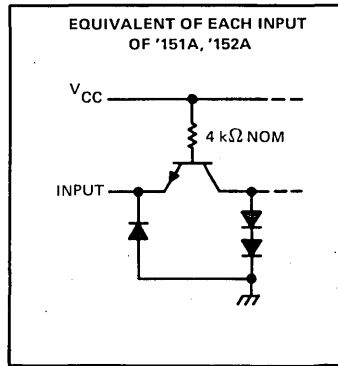 EQUIVALENT OF EACH INPUT
OF '151A, '152A
VCC
4 kΩ NOM
INPUT